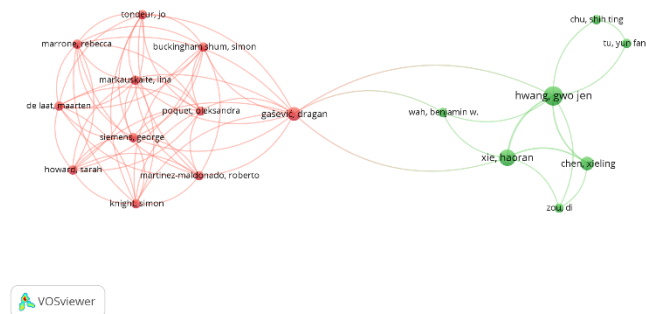 tondeur, jo
marrone, rebecca
buckingham shum, simon
markauskaite, lina
de laat, maarten
poquet, oleksandra
gašević, dragan
siemens, george
howard, sarah
martinez-maldonado, roberto
knight, simon
chu, shih ting
tu, yun fan
hwang, gwo jen
wah, benjamin w.
xie, haoran
chen, xieling
zou, di
VOSviewer